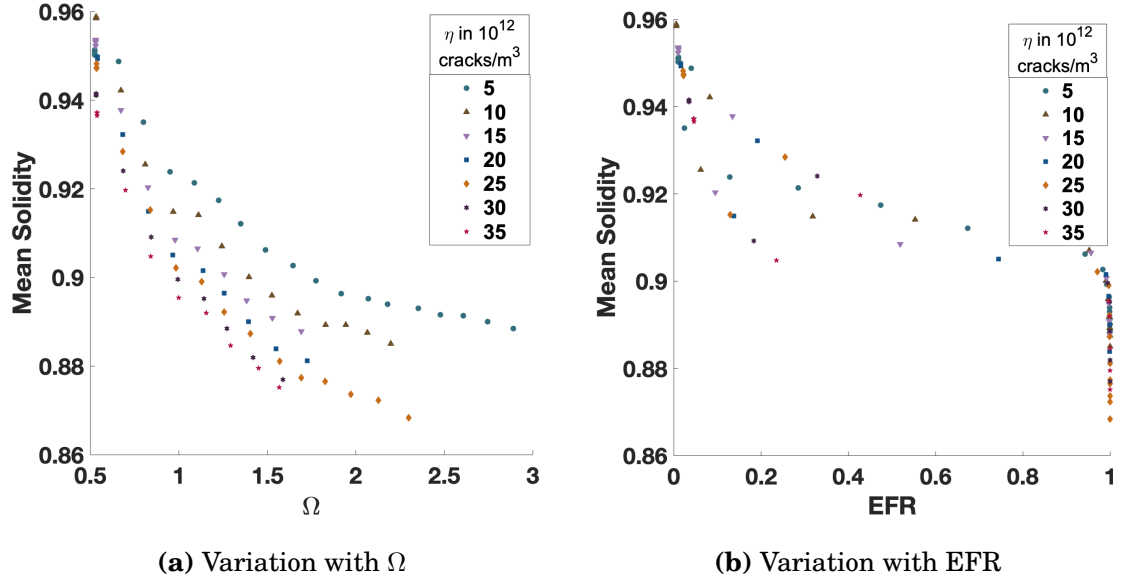 0.96
0.94
0.92
0.9
0.88
0.86
Mean Solidity
0.5 1 1.5 2 2.5 3
Ω
η in 10^12
cracks/m^3
5
10
15
20
25
30
35
(a) Variation with Ω
0.96
0.94
0.92
0.9
0.88
0.86
Mean Solidity
0 0.2 0.4 0.6 0.8 1
EFR
η in 10^12
cracks/m^3
5
10
15
20
25
30
35
(b) Variation with EFR